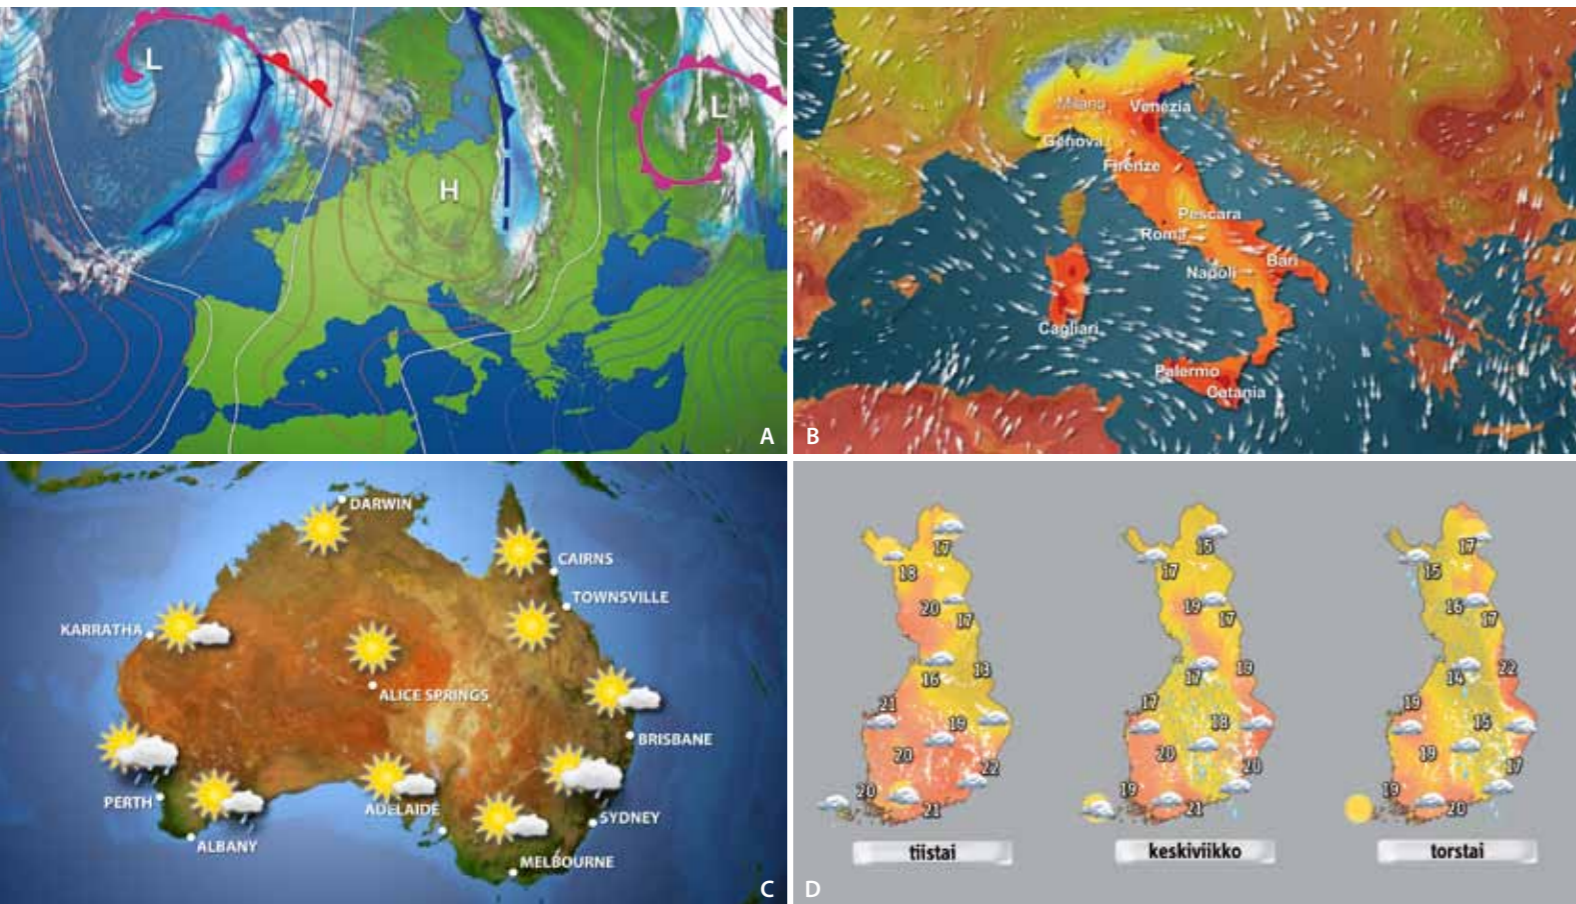 L
H
L
A
Milano
Venezia
Genova
Firenze
Pescara
Roma
Napoli
Bari
Cagliari
Palermo
Catania
B
DARWIN
CAIRNS
TOWNSVILLE
KARRATHA
ALICE SPRINGS
BRISBANE
PERTH
ADELAIDE
SYDNEY
ALBANY
MELBOURNE
C
17
18
20
17
16
13
21
19
20
22
20
21
tiistai
15
17
19
17
17
19
17
18
20
20
19
21
keskiviikko
17
15
16
17
14
22
19
15
19
17
19
20
torstai
D